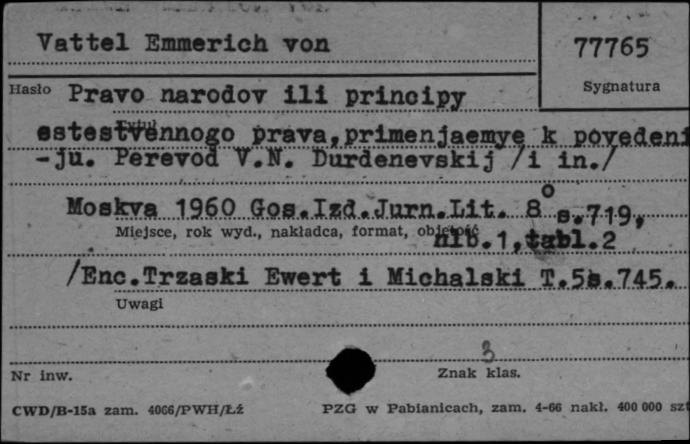 Vattel Emmerich von
77765
Hasło Pravo narodov ili principy
Sygnatura
Tytuł
estestvennogo prava,primenjaemye k povedeni
-ju. Perevod V.N. Durdenevskij /i in./
Moskva 1960 Gos.Izd.Jurn.Lit. 8° s.719,
Miejsce, rok wyd., nakładca, format, objętość
nlb.1,tabl.2
/Enc.Trzaski Ewert i Michalski T.5s.745.
Uwagi
3
Nr inw.
Znak klas.
CWD/B-15a zam. 4066/PWH/Łź
PZG w Pabianicach, zam. 4-66 nakł. 400 000 szt